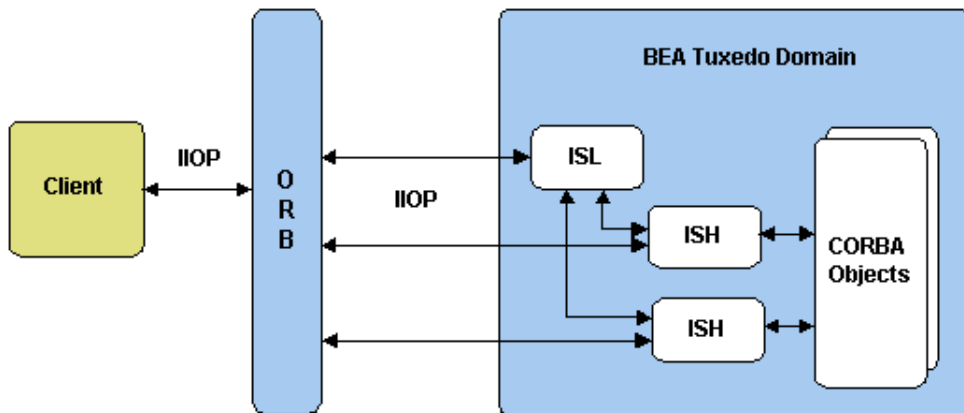 BEA Tuxedo Domain
Client
IIOP
O
R
B
IIOP
ISL
ISH
ISH
CORBA
Objects